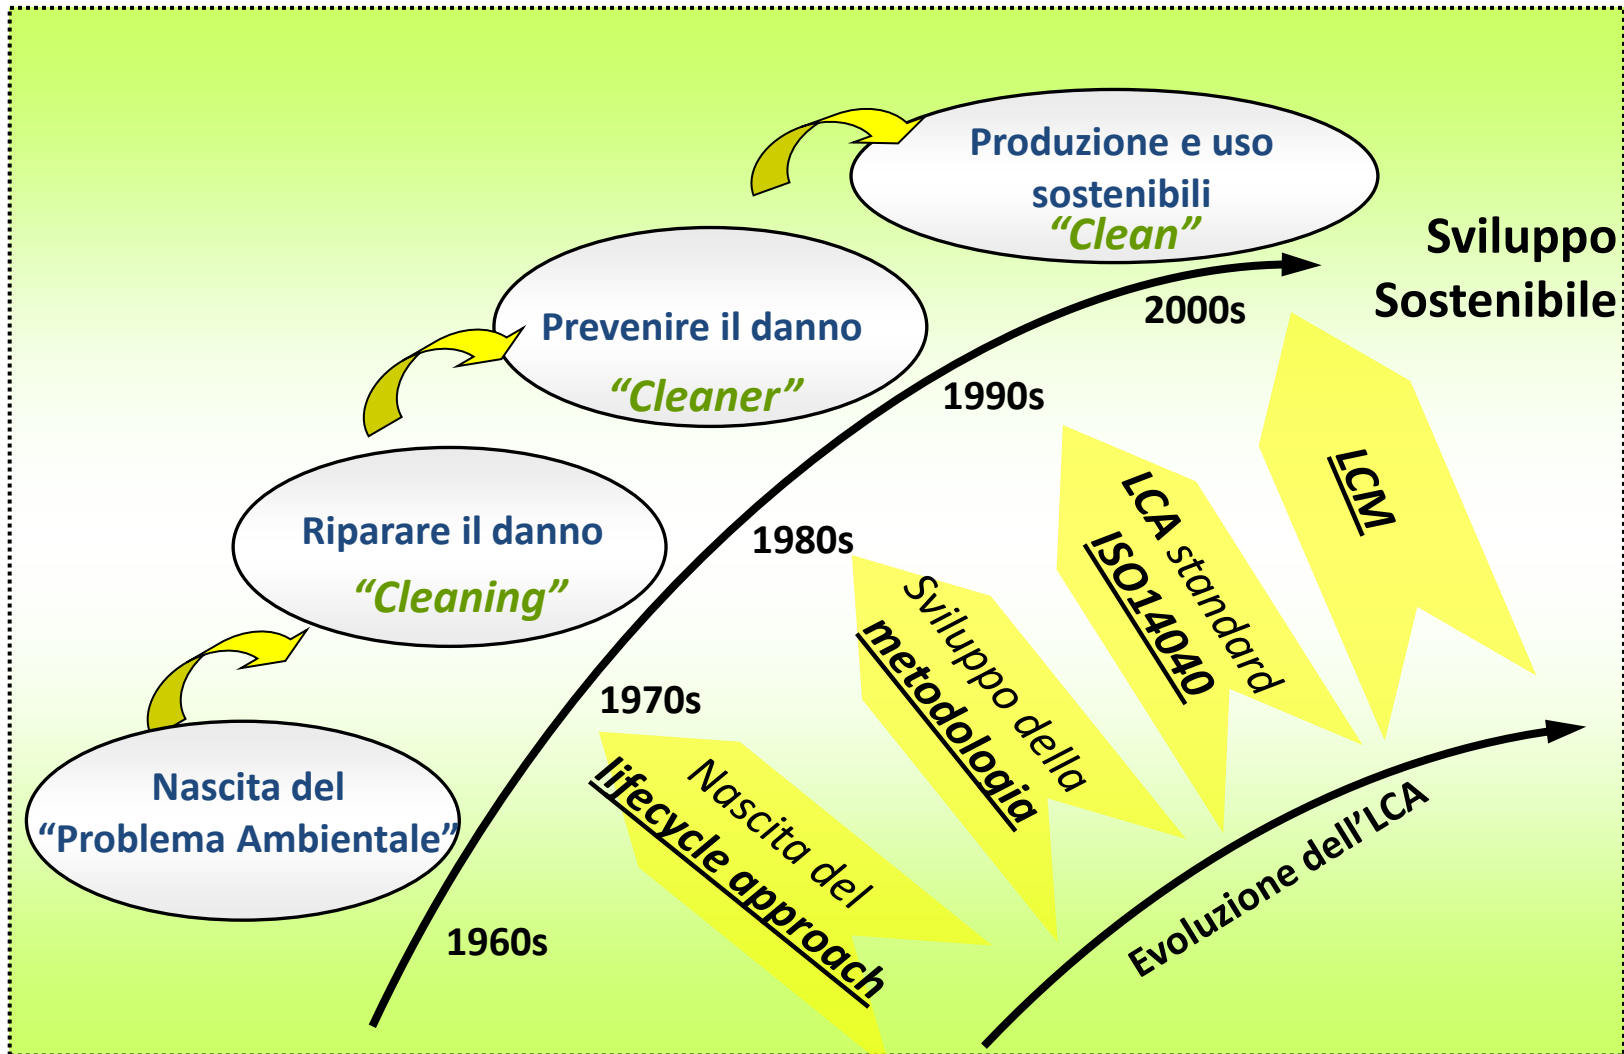 Produzione e uso
sostenibili
“Clean”
Sviluppo
Sostenibile
2000s
Prevenire il danno
“Cleaner”
1990s
Riparare il danno
“Cleaning”
1980s
1970s
Nascita del
“Problema Ambientale”
1960s
Nascita del
lifecycle approach
Sviluppo della
metodologia
LCA standard
ISO14040
LCM
Evoluzione dell’LCA